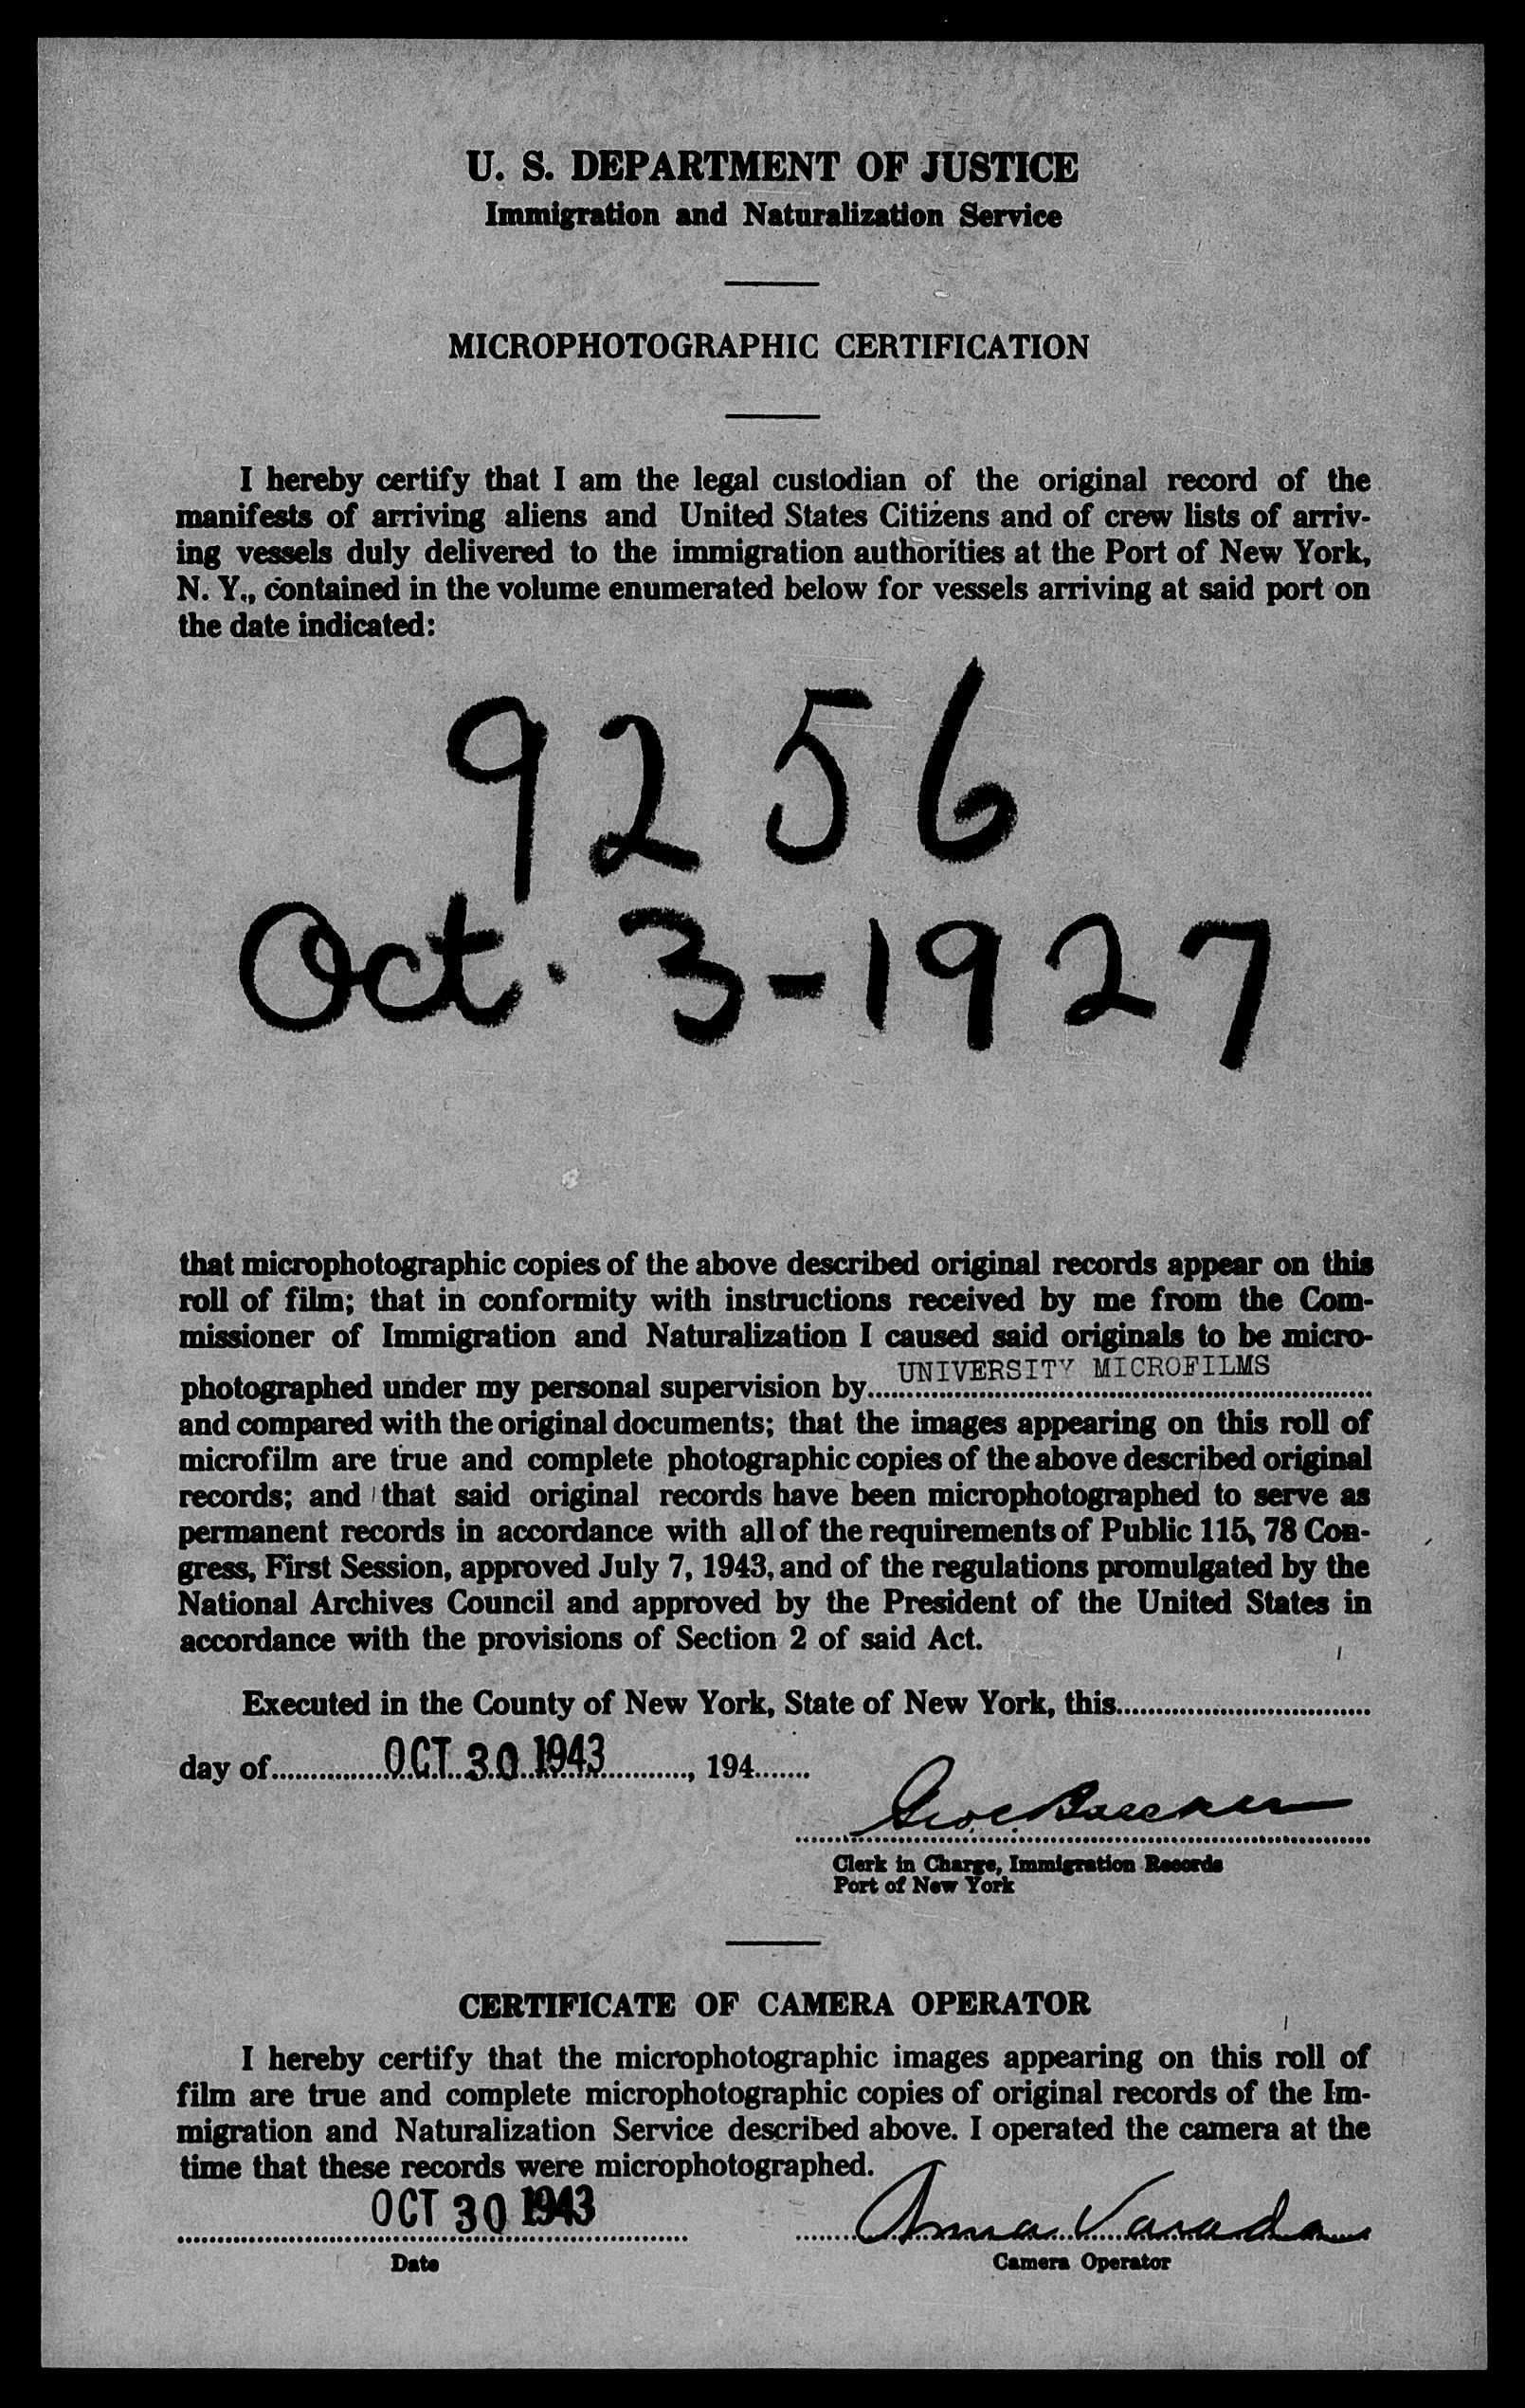 U. S. DEPARTMENT OF JUSTICE
Immigration and Naturalization Service
MICROPHOTOGRAPHIC CERTIFICATION
I hereby certify that I am the legal custodian of the original record of the
manifests of arriving aliens and United States Citizens and of crew lists of arriv-
ing vessels duly delivered to the immigration authorities at the Port of New York,
N. Y., contained in the volume enumerated below for vessels arriving at said port on
the date indicated:
9256
Oct. 3-1927
that microphotographic copies of the above described original records appear on this
roll of film; that in conformity with instructions received by me from the Com-
missioner of Immigration and Naturalization I caused said originals to be micro-
photographed under my personal supervision by UNIVERSITY MICROFILMS
and compared with the original documents; that the images appearing on this roll of
microfilm are true and complete photographic copies of the above described original
records; and that said original records have been microphotographed to serve as
permanent records in accordance with all of the requirements of Public 115, 78 Con-
gress, First Session, approved July 7, 1943, and of the regulations promulgated by the
National Archives Council and approved by the President of the United States in
accordance with the provisions of Section 2 of said Act.
Executed in the County of New York, State of New York, this
day of OCT 30 1943, 194
Clerk in Charge, Immigration Records
Port of New York
CERTIFICATE OF CAMERA OPERATOR
I hereby certify that the microphotographic images appearing on this roll of
film are true and complete microphotographic copies of original records of the Im-
migration and Naturalization Service described above. I operated the camera at the
time that these records were microphotographed.
OCT 30 1943 Anna
Date Camera Operator